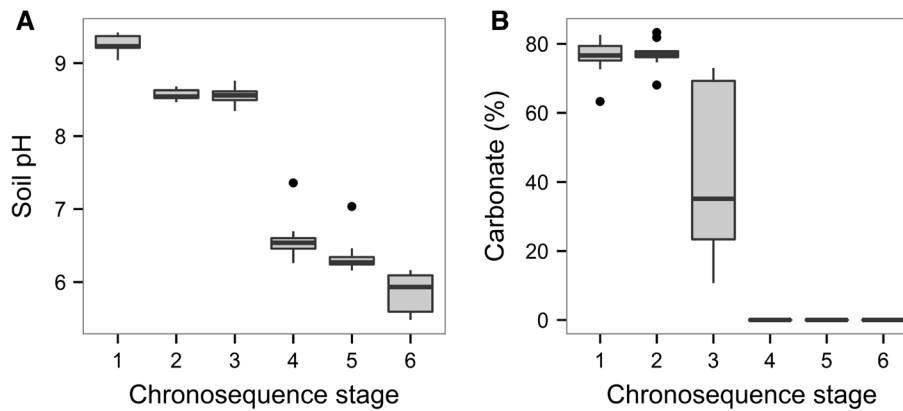 A
Soil pH
9
8
7
6
1 2 3 4 5 6
Chronosequence stage
B
Carbonate (%)
80
60
40
20
0
1 2 3 4 5 6
Chronosequence stage